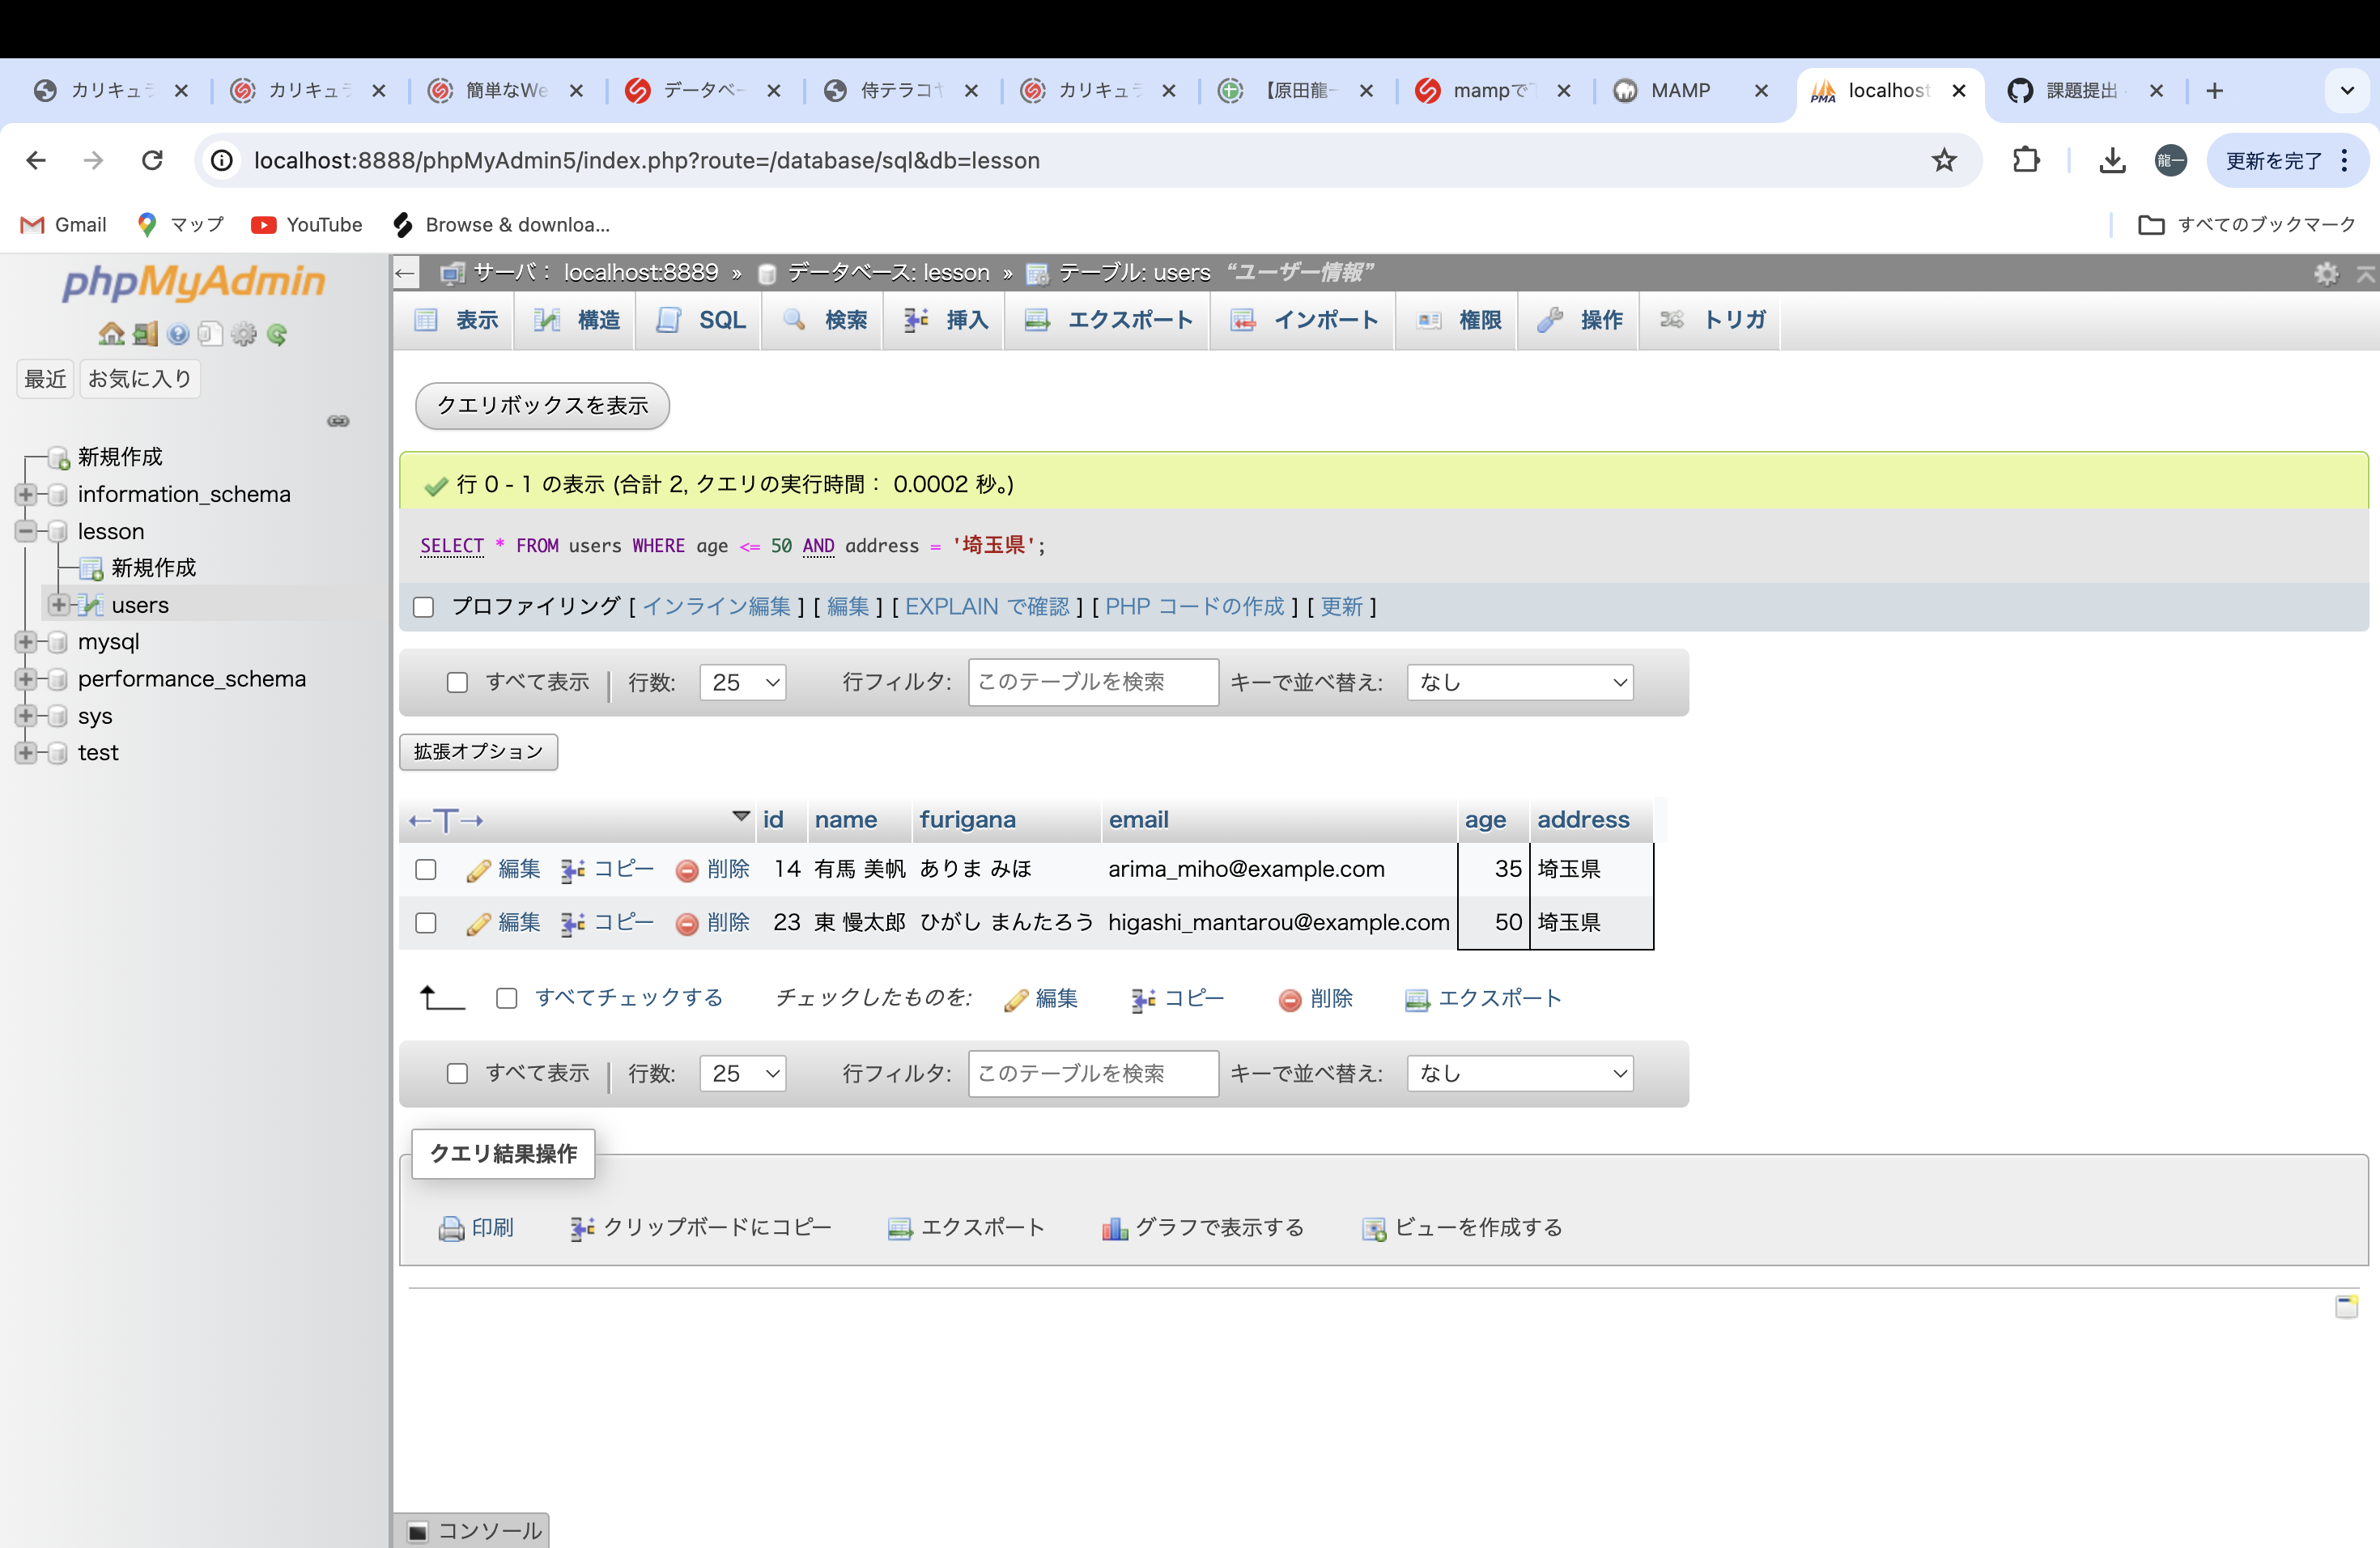 カリキュラ カリキュラ 簡単なWe データベー 侍テラコヤ カリキュラ 【原田龍一 mampで MAMP localhost 課題提出
localhost:8888/phpMyAdmin5/index.php?route=/database/sql&db=lesson 龍一 更新を完了
Gmail マップ YouTube Browse & downloa... すべてのブックマーク
phpMyAdmin
最近 お気に入り
新規作成
information_schema
lesson
新規作成
users
mysql
performance_schema
sys
test
サーバ: localhost:8889 » データベース: lesson » テーブル: users “ユーザー情報”
表示 構造 SQL 検索 挿入 エクスポート インポート 権限 操作 トリガ
クエリボックスを表示
行 0 - 1 の表示 (合計 2, クエリの実行時間: 0.0002 秒。)
SELECT * FROM users WHERE age <= 50 AND address = '埼玉県';
プロファイリング [ インライン編集 ] [ 編集 ] [ EXPLAIN で確認 ] [ PHP コードの作成 ] [ 更新 ]
すべて表示 | 行数: 25 行フィルタ: このテーブルを検索 キーで並べ替え: なし
拡張オプション
←T→ id name furigana email age address
編集 コピー 削除 14 有馬 美帆 ありま みほ arima_miho@example.com 35 埼玉県
編集 コピー 削除 23 東 慢太郎 ひがし まんたろう higashi_mantarou@example.com 50 埼玉県
すべてチェックする チェックしたものを: 編集 コピー 削除 エクスポート
すべて表示 | 行数: 25 行フィルタ: このテーブルを検索 キーで並べ替え: なし
クエリ結果操作
印刷 クリップボードにコピー エクスポート グラフで表示する ビューを作成する
コンソール